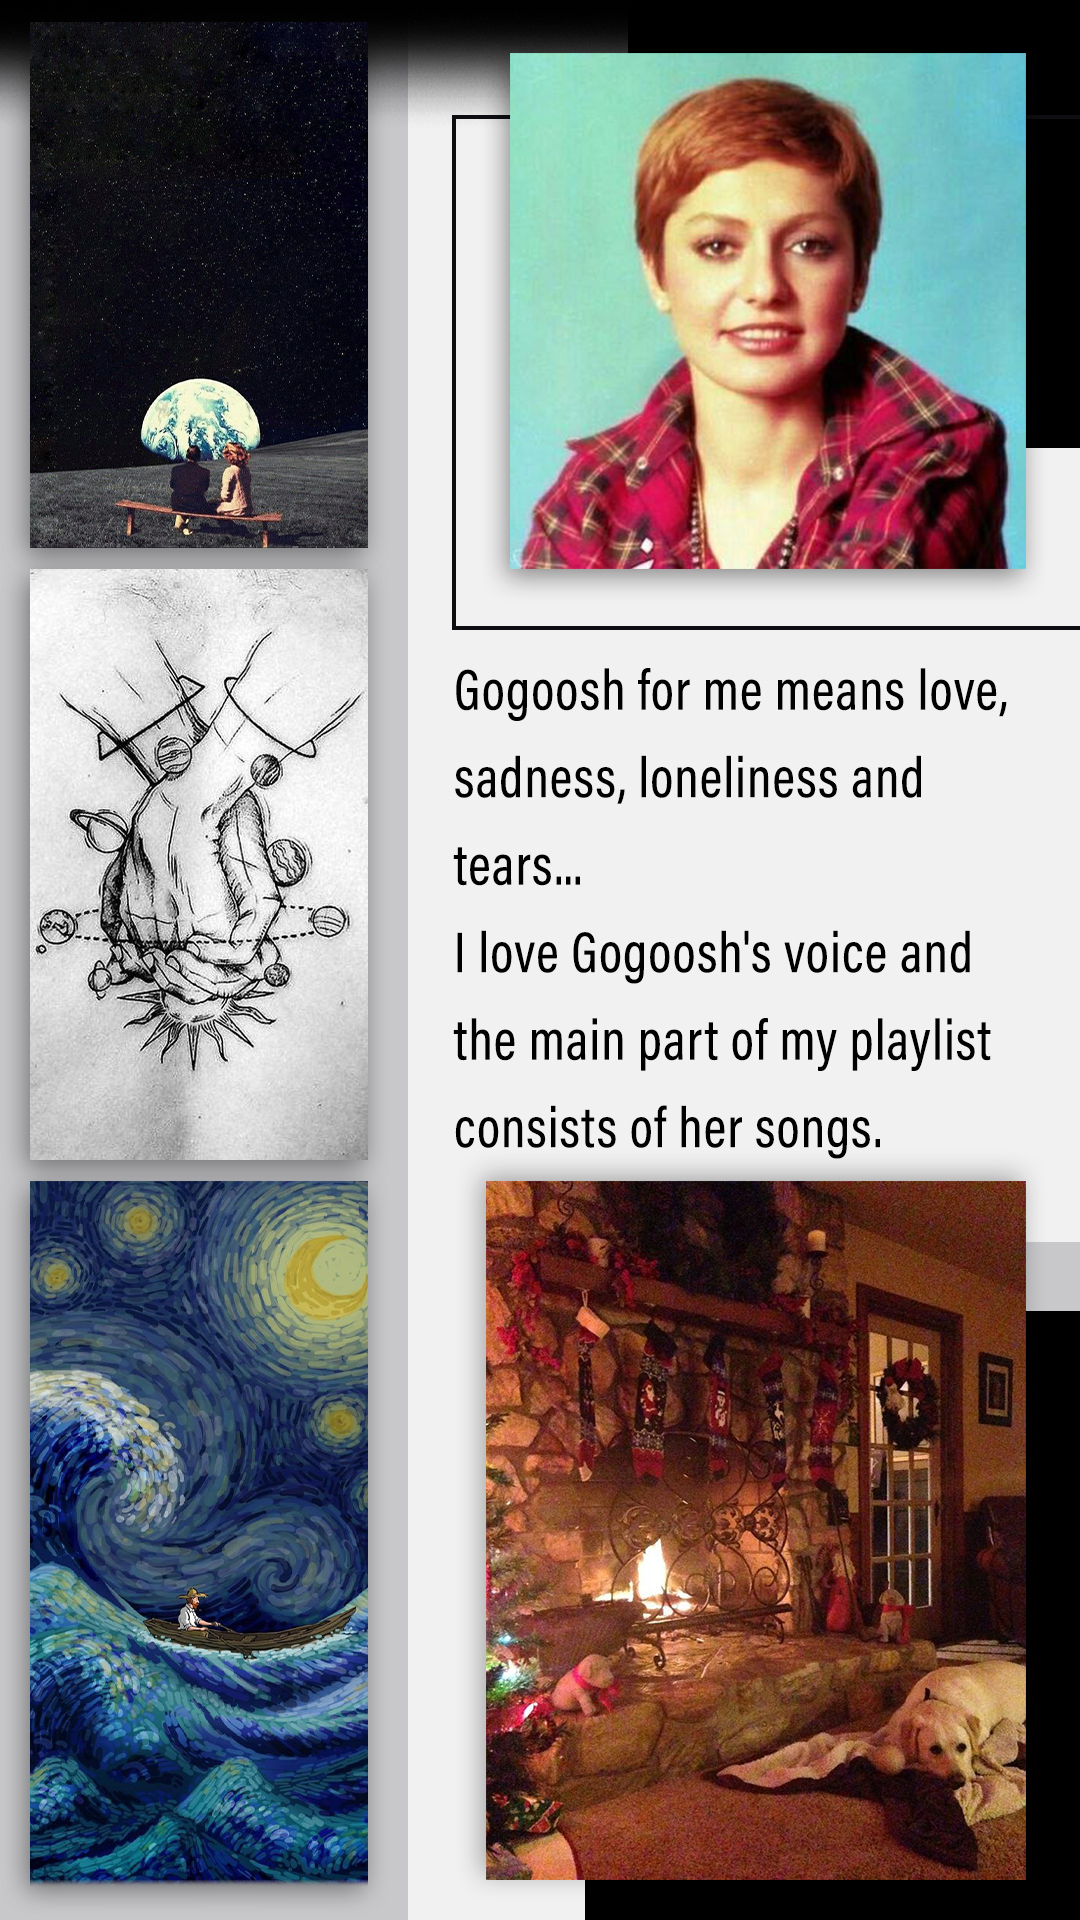 Gogoosh for me means love,
sadness, loneliness and
tears...
I love Gogoosh's voice and
the main part of my playlist
consists of her songs.